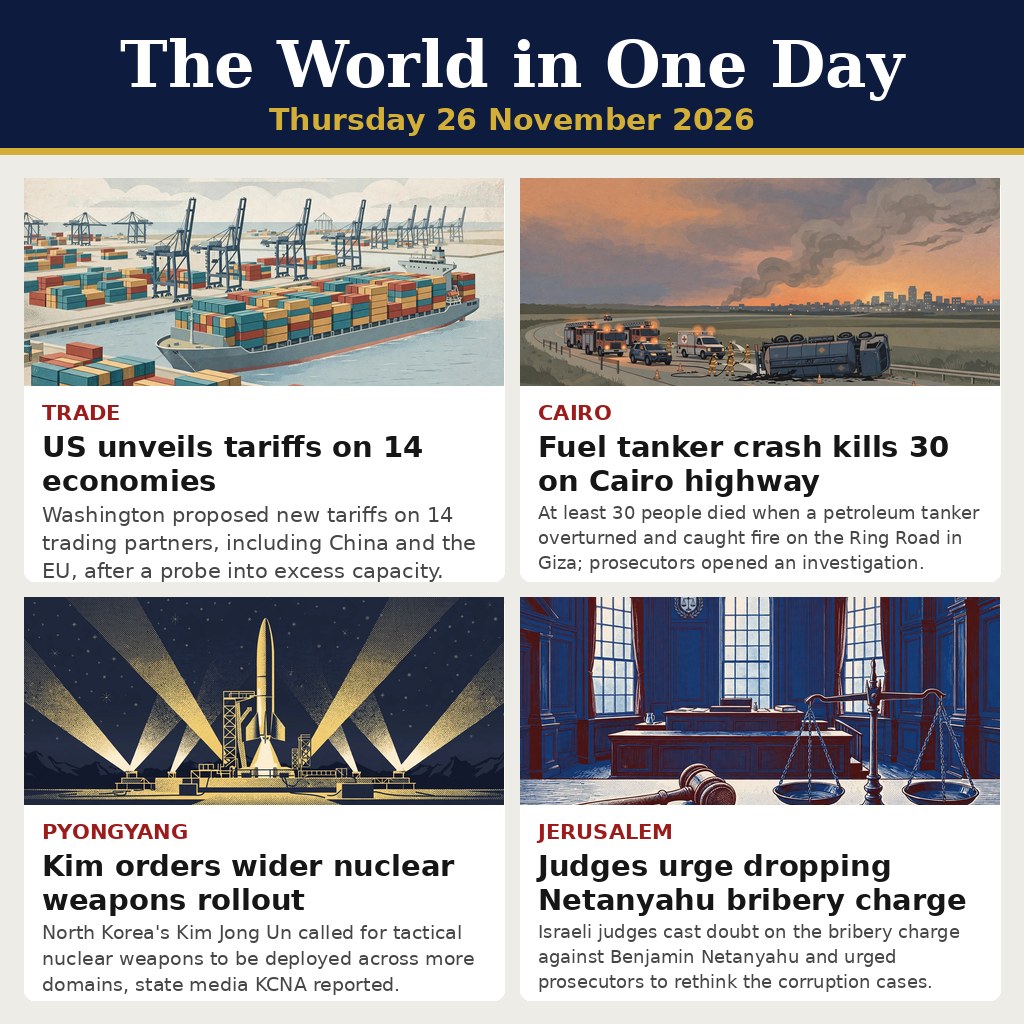 The World in One Day
Thursday 26 November 2026
TRADE
US unveils tariffs on 14
economies
Washington proposed new tariffs on 14
trading partners, including China and the
EU, after a probe into excess capacity.
CAIRO
Fuel tanker crash kills 30
on Cairo highway
At least 30 people died when a petroleum tanker
overturned and caught fire on the Ring Road in
Giza; prosecutors opened an investigation.
PYONGYANG
Kim orders wider nuclear
weapons rollout
North Korea's Kim Jong Un called for tactical
nuclear weapons to be deployed across more
domains, state media KCNA reported.
JERUSALEM
Judges urge dropping
Netanyahu bribery charge
Israeli judges cast doubt on the bribery charge
against Benjamin Netanyahu and urged
prosecutors to rethink the corruption cases.